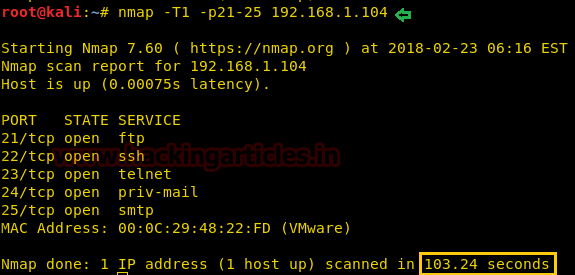 root@kali:~# nmap -T1 -p21-25 192.168.1.104
Starting Nmap 7.60 ( https://nmap.org ) at 2018-02-23 06:16 EST
Nmap scan report for 192.168.1.104
Host is up (0.00075s latency).
PORT   STATE SERVICE
21/tcp open  ftp
22/tcp open  ssh
www.hackingarticles.in
23/tcp open  telnet
24/tcp open  priv-mail
25/tcp open  smtp
MAC Address: 00:0C:29:48:22:FD (VMware)
Nmap done: 1 IP address (1 host up) scanned in 103.24 seconds